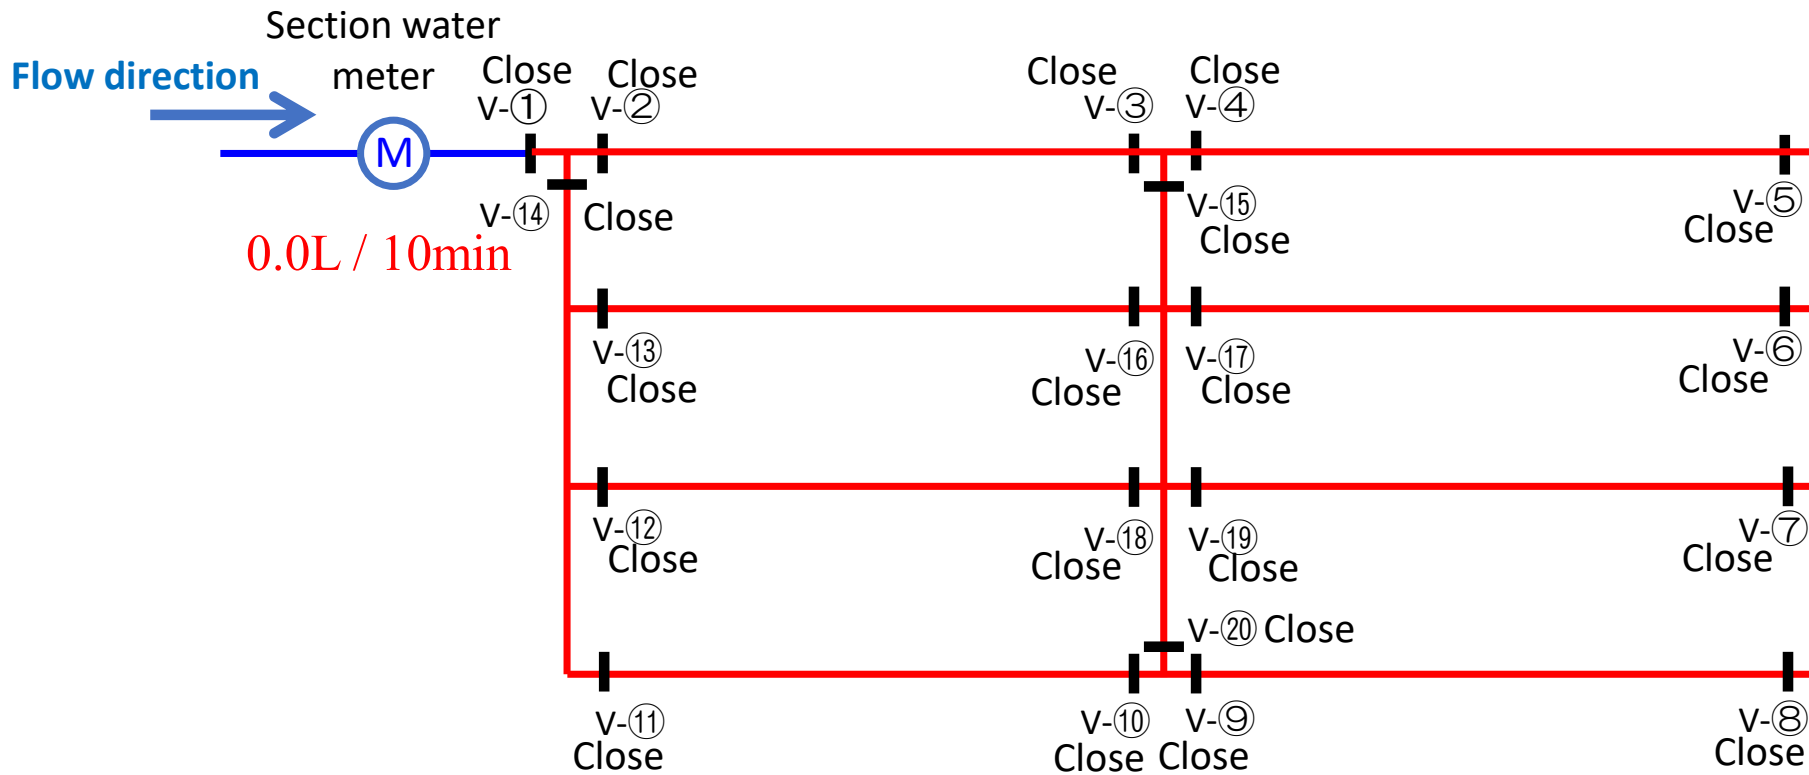 Section water
meter
Flow direction
M
0.0L / 10min
Close
V-①
Close
V-②
Close
V-③
Close
V-④
V-⑭ Close
V-⑮
Close
V-⑤
Close
V-⑬
Close
V-⑯
Close
V-⑰
Close
V-⑥
Close
V-⑫
Close
V-⑱
Close
V-⑲
Close
V-⑦
Close
V-⑳ Close
V-⑪
Close
V-⑩
Close
V-⑨
Close
V-⑧
Close